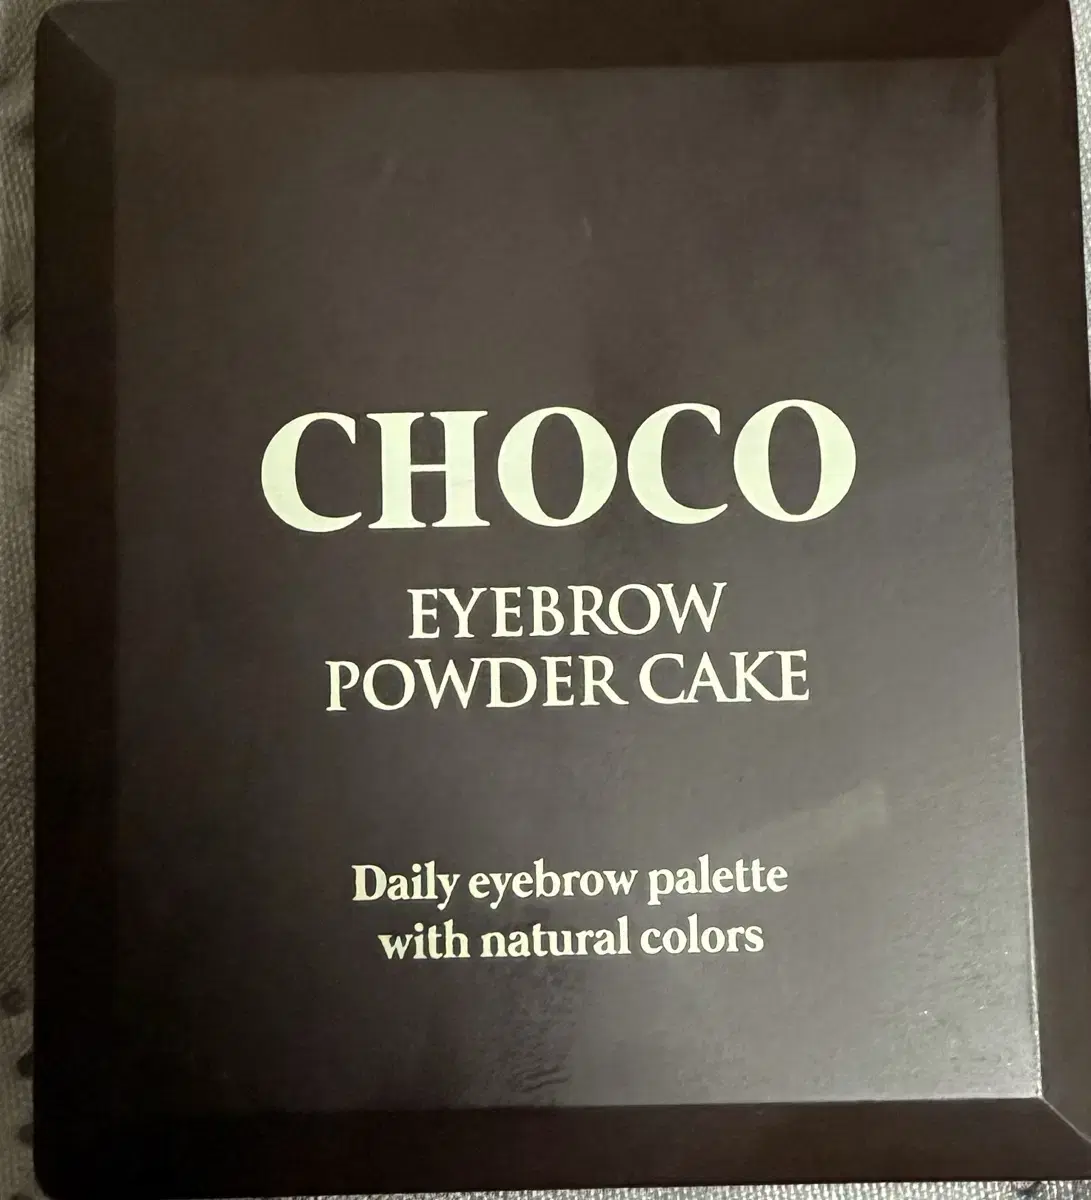 CHOCO
EYEBROW
POWDER CAKE
Daily eyebrow palette
with natural colors